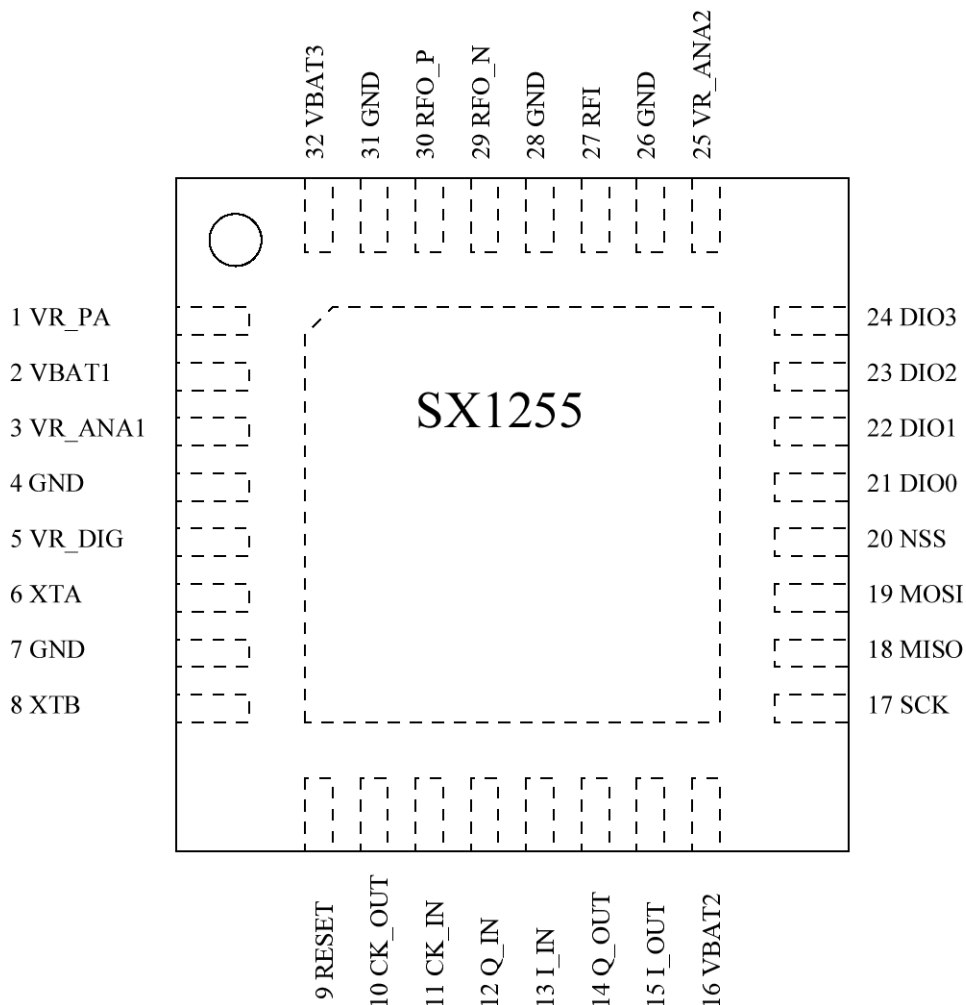 32 VBAT3
31 GND
30 RFO_P
29 RFO_N
28 GND
27 RFI
26 GND
25 VR_ANA2
1 VR_PA
2 VBAT1
3 VR_ANA1
4 GND
5 VR_DIG
6 XTA
7 GND
8 XTB
SX1255
24 DIO3
23 DIO2
22 DIO1
21 DIO0
20 NSS
19 MOSI
18 MISO
17 SCK
9 RESET
10 CK_OUT
11 CK_IN
12 Q_IN
13 I_IN
14 Q_OUT
15 I_OUT
16 VBAT2